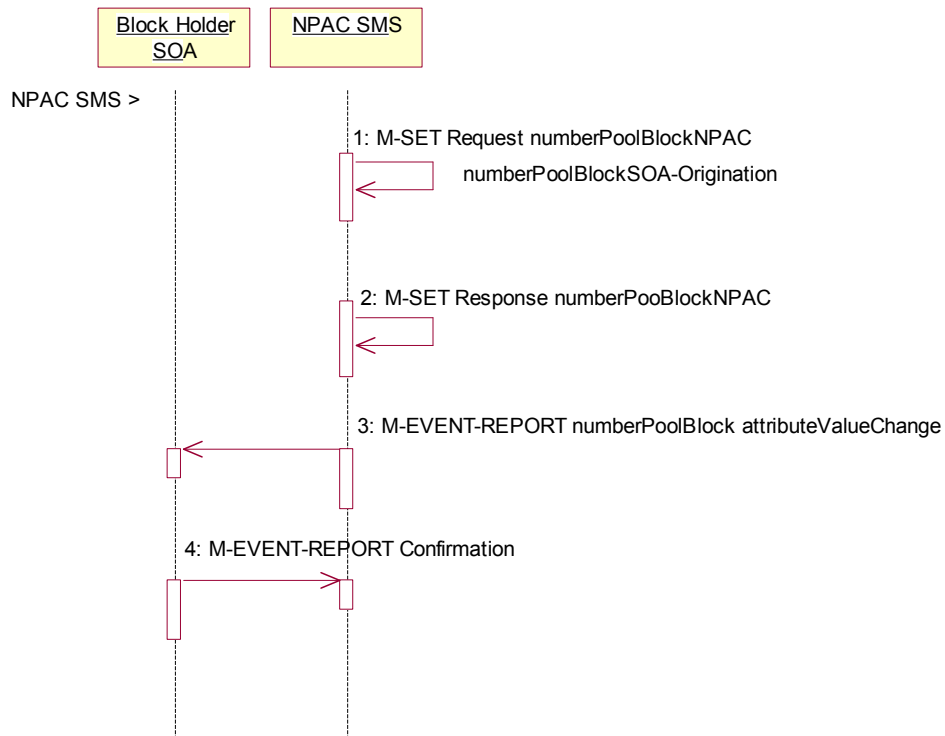 Block Holder
SOA
NPAC SMS
NPAC SMS >
1: M-SET Request numberPoolBlockNPAC
numberPoolBlockSOA-Origination
2: M-SET Response numberPooBlockNPAC
3: M-EVENT-REPORT numberPoolBlock attributeValueChange
4: M-EVENT-REPORT Confirmation